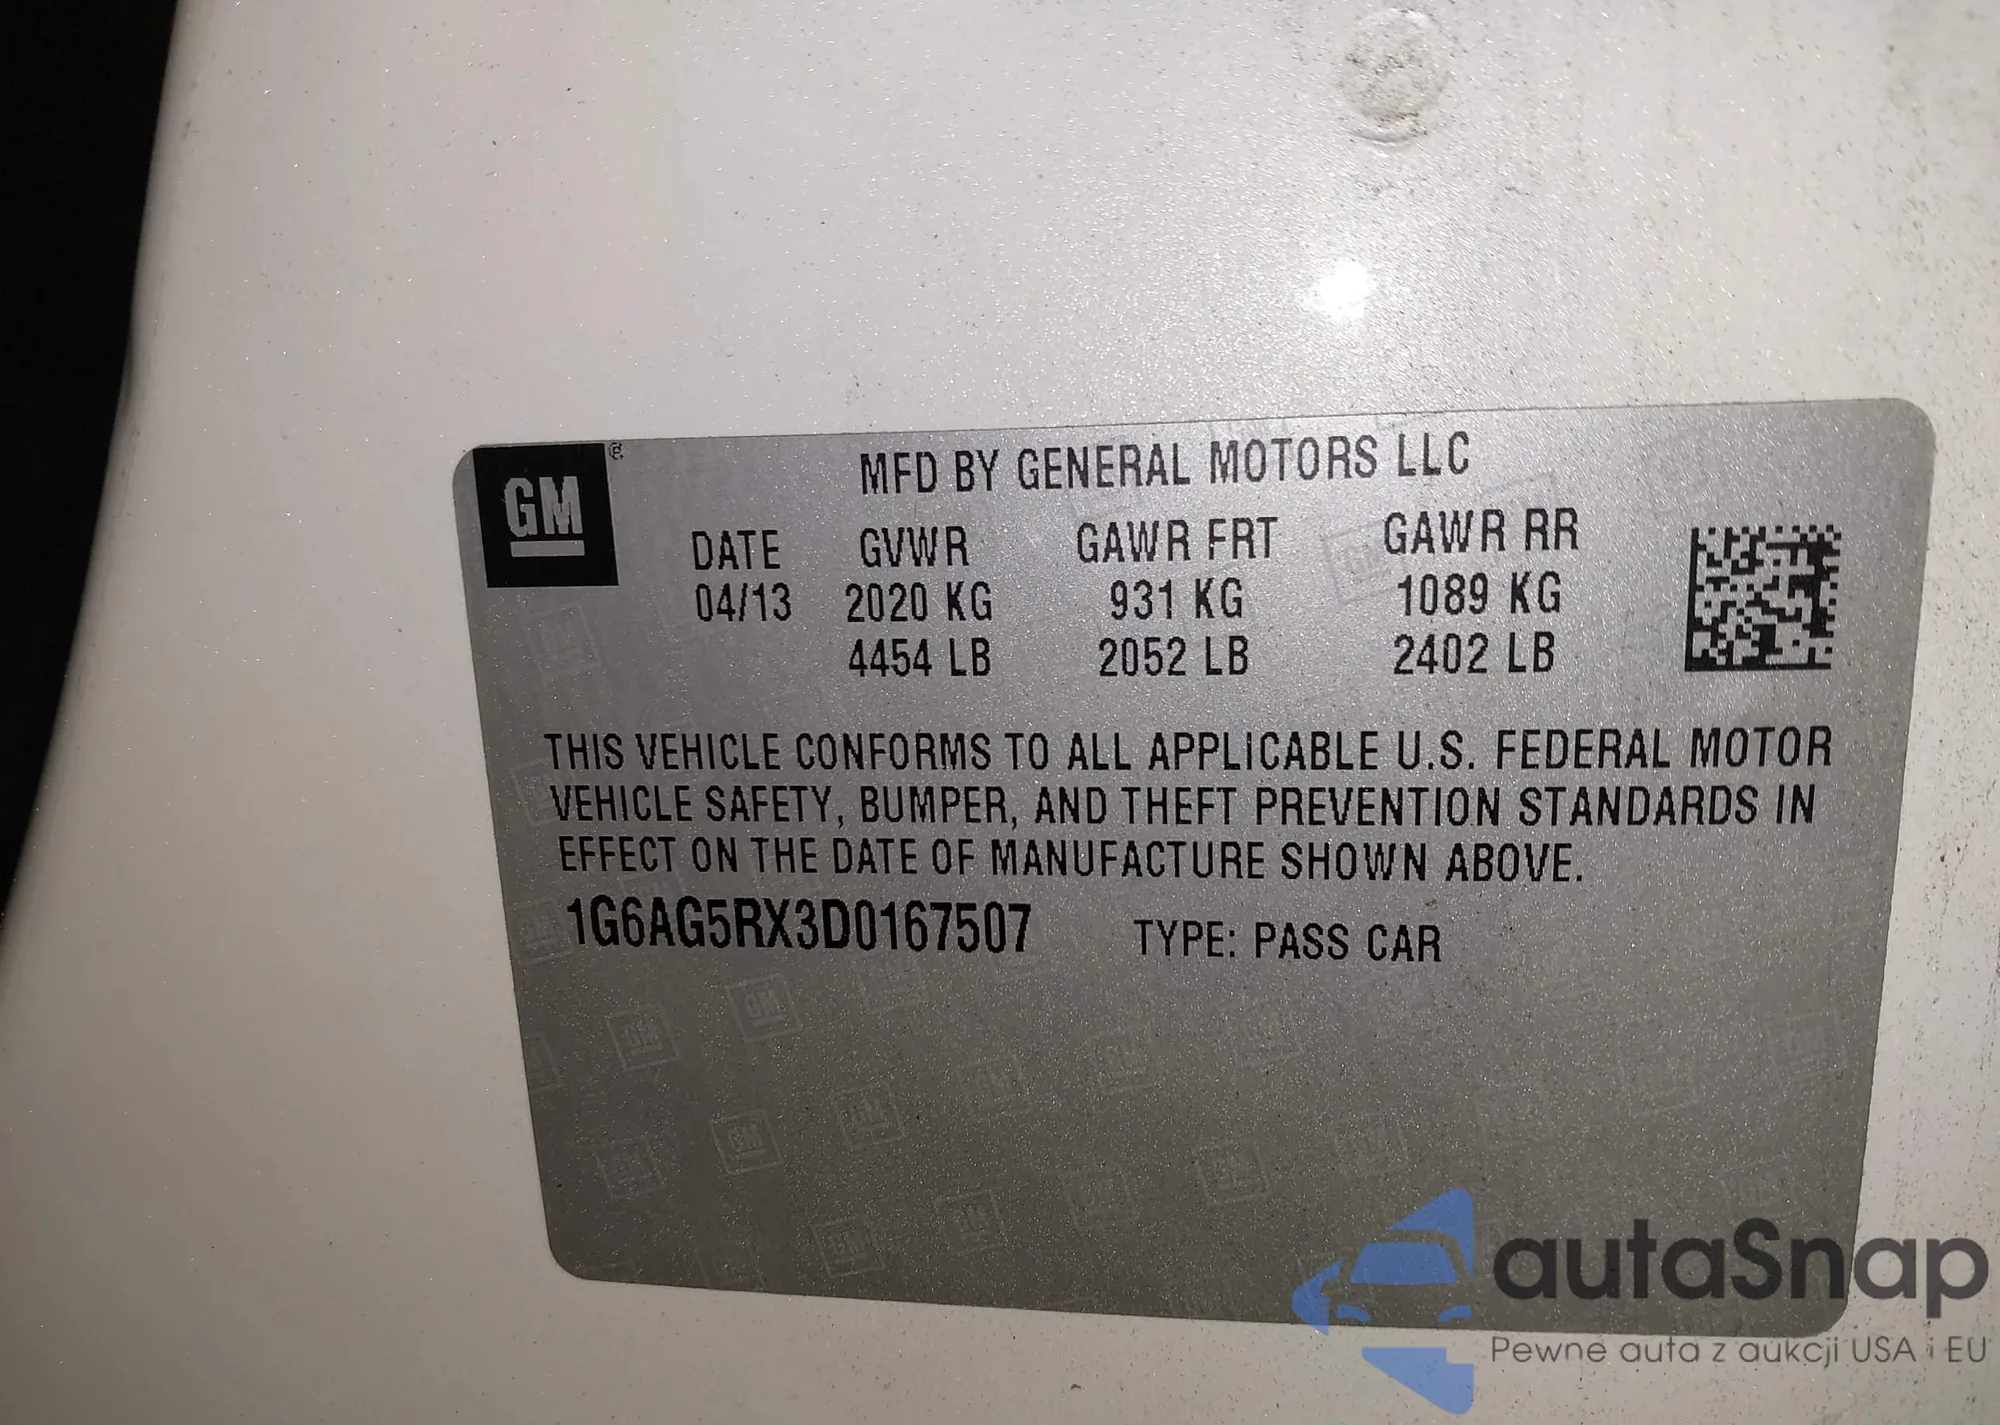 GM®
MFD BY GENERAL MOTORS LLC
DATE GVWR GAWR FRT GAWR RR
04/13 2020 KG 931 KG 1089 KG
4454 LB 2052 LB 2402 LB
THIS VEHICLE CONFORMS TO ALL APPLICABLE U.S. FEDERAL MOTOR
VEHICLE SAFETY, BUMPER, AND THEFT PREVENTION STANDARDS IN
EFFECT ON THE DATE OF MANUFACTURE SHOWN ABOVE.
1G6AG5RX3D0167507 TYPE: PASS CAR
autaSnap
Pewne auta z aukcji USA i EU